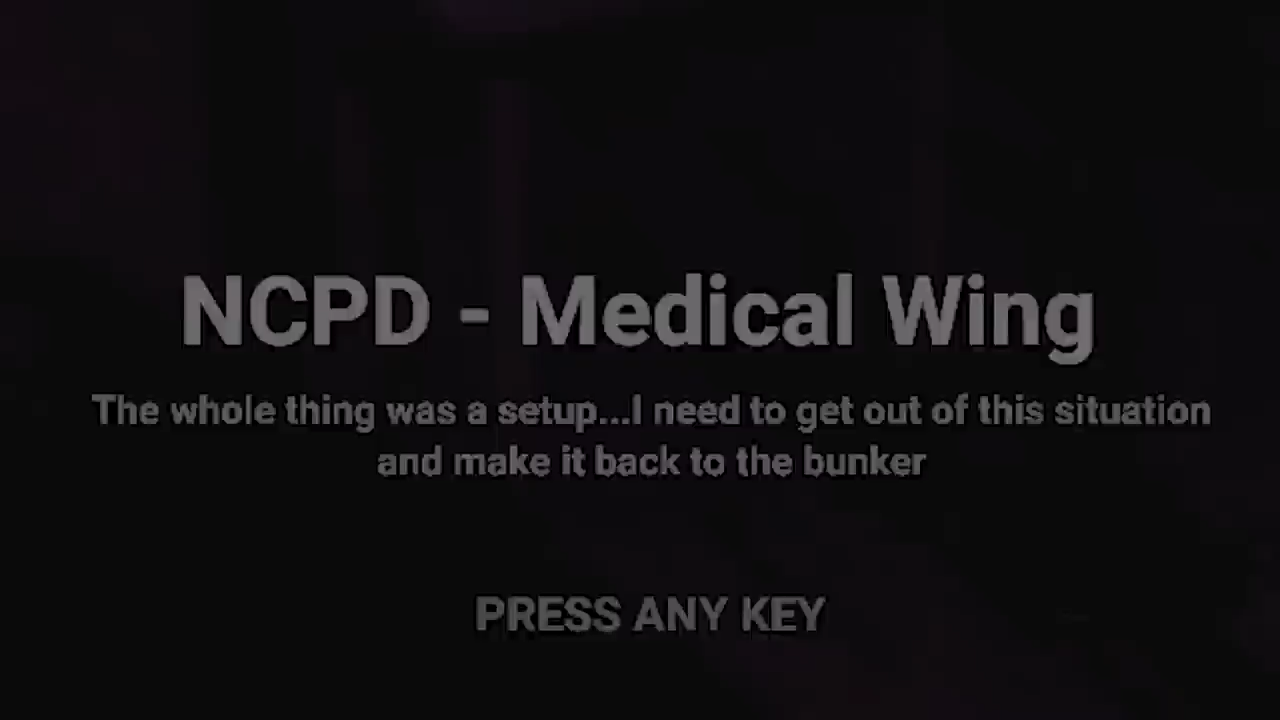 NCPD - Medical Wing
The whole thing was a setup...I need to get out of this situation
and make it back to the bunker
PRESS ANY KEY